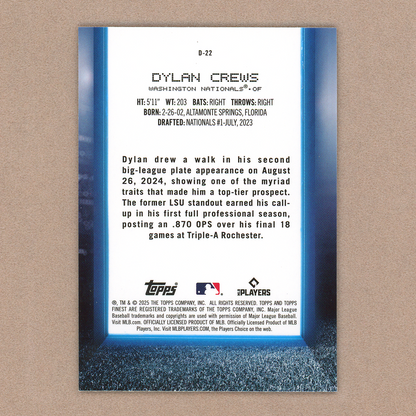 D-22
DYLAN CREWS
WASHINGTON NATIONALS® • OF
HT: 5'11" WT: 203 BATS: RIGHT THROWS: RIGHT
BORN: 2-26-02, ALTAMONTE SPRINGS, FLORIDA
DRAFTED: NATIONALS #1-JULY, 2023
Dylan drew a walk in his second
big-league plate appearance on August
26, 2024, showing one of the myriad
traits that made him a top-tier prospect.
The former LSU standout earned his call-
up in his first full professional season,
posting an .870 OPS over his final 18
games at Triple-A Rochester.
Topps
MLB PLAYERS
®, TM & © 2025 THE TOPPS COMPANY, INC. ALL RIGHTS RESERVED. TOPPS AND TOPPS
FINEST ARE REGISTERED TRADEMARKS OF THE TOPPS COMPANY, INC. Major League
Baseball trademarks and copyrights are used with permission of Major League Baseball.
Visit MLB.com. OFFICIALLY LICENSED PRODUCT OF MLB. Officially Licensed Product of MLB
Players, Inc. Visit MLBPLAYERS.com, the Players Choice on the web.